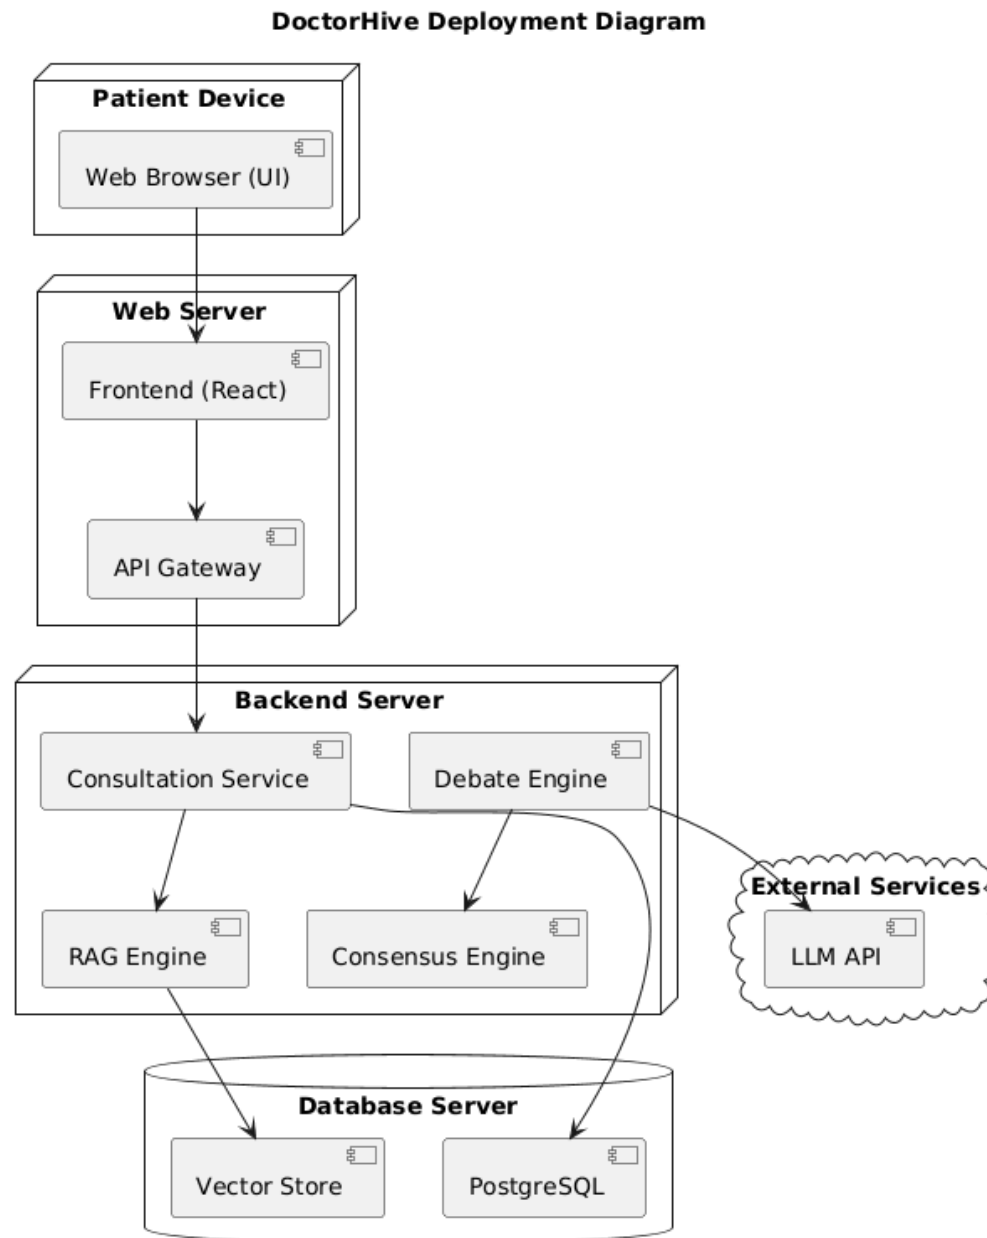 DoctorHive Deployment Diagram
Patient Device
Web Browser (UI)
Web Server
Frontend (React)
API Gateway
Backend Server
Consultation Service
Debate Engine
External Services
RAG Engine
Consensus Engine
LLM API
Database Server
Vector Store
PostgreSQL